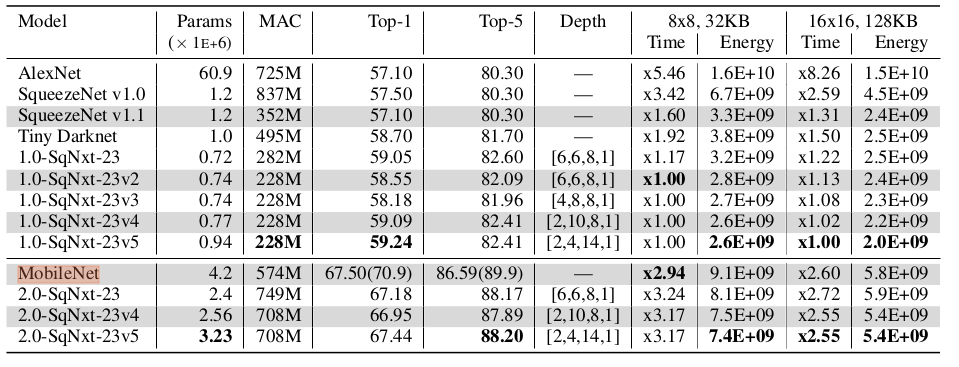 Model Params MAC Top-1 Top-5 Depth 8x8, 32KB 16x16, 128KB
(× 1E+6) Time Energy Time Energy
AlexNet 60.9 725M 57.10 80.30 — x5.46 1.6E+10 x8.26 1.5E+10
SqueezeNet v1.0 1.2 837M 57.50 80.30 — x3.42 6.7E+09 x2.59 4.5E+09
SqueezeNet v1.1 1.2 352M 57.10 80.30 — x1.60 3.3E+09 x1.31 2.4E+09
Tiny Darknet 1.0 495M 58.70 81.70 — x1.92 3.8E+09 x1.50 2.5E+09
1.0-SqNxt-23 0.72 282M 59.05 82.60 [6,6,8,1] x1.17 3.2E+09 x1.22 2.5E+09
1.0-SqNxt-23v2 0.74 228M 58.55 82.09 [6,6,8,1] x1.00 2.8E+09 x1.13 2.4E+09
1.0-SqNxt-23v3 0.74 228M 58.18 81.96 [4,8,8,1] x1.00 2.7E+09 x1.08 2.3E+09
1.0-SqNxt-23v4 0.77 228M 59.09 82.41 [2,10,8,1] x1.00 2.6E+09 x1.02 2.2E+09
1.0-SqNxt-23v5 0.94 228M 59.24 82.41 [2,4,14,1] x1.00 2.6E+09 x1.00 2.0E+09
MobileNet 4.2 574M 67.50(70.9) 86.59(89.9) — x2.94 9.1E+09 x2.60 5.8E+09
2.0-SqNxt-23 2.4 749M 67.18 88.17 [6,6,8,1] x3.24 8.1E+09 x2.72 5.9E+09
2.0-SqNxt-23v4 2.56 708M 66.95 87.89 [2,10,8,1] x3.17 7.5E+09 x2.55 5.4E+09
2.0-SqNxt-23v5 3.23 708M 67.44 88.20 [2,4,14,1] x3.17 7.4E+09 x2.55 5.4E+09